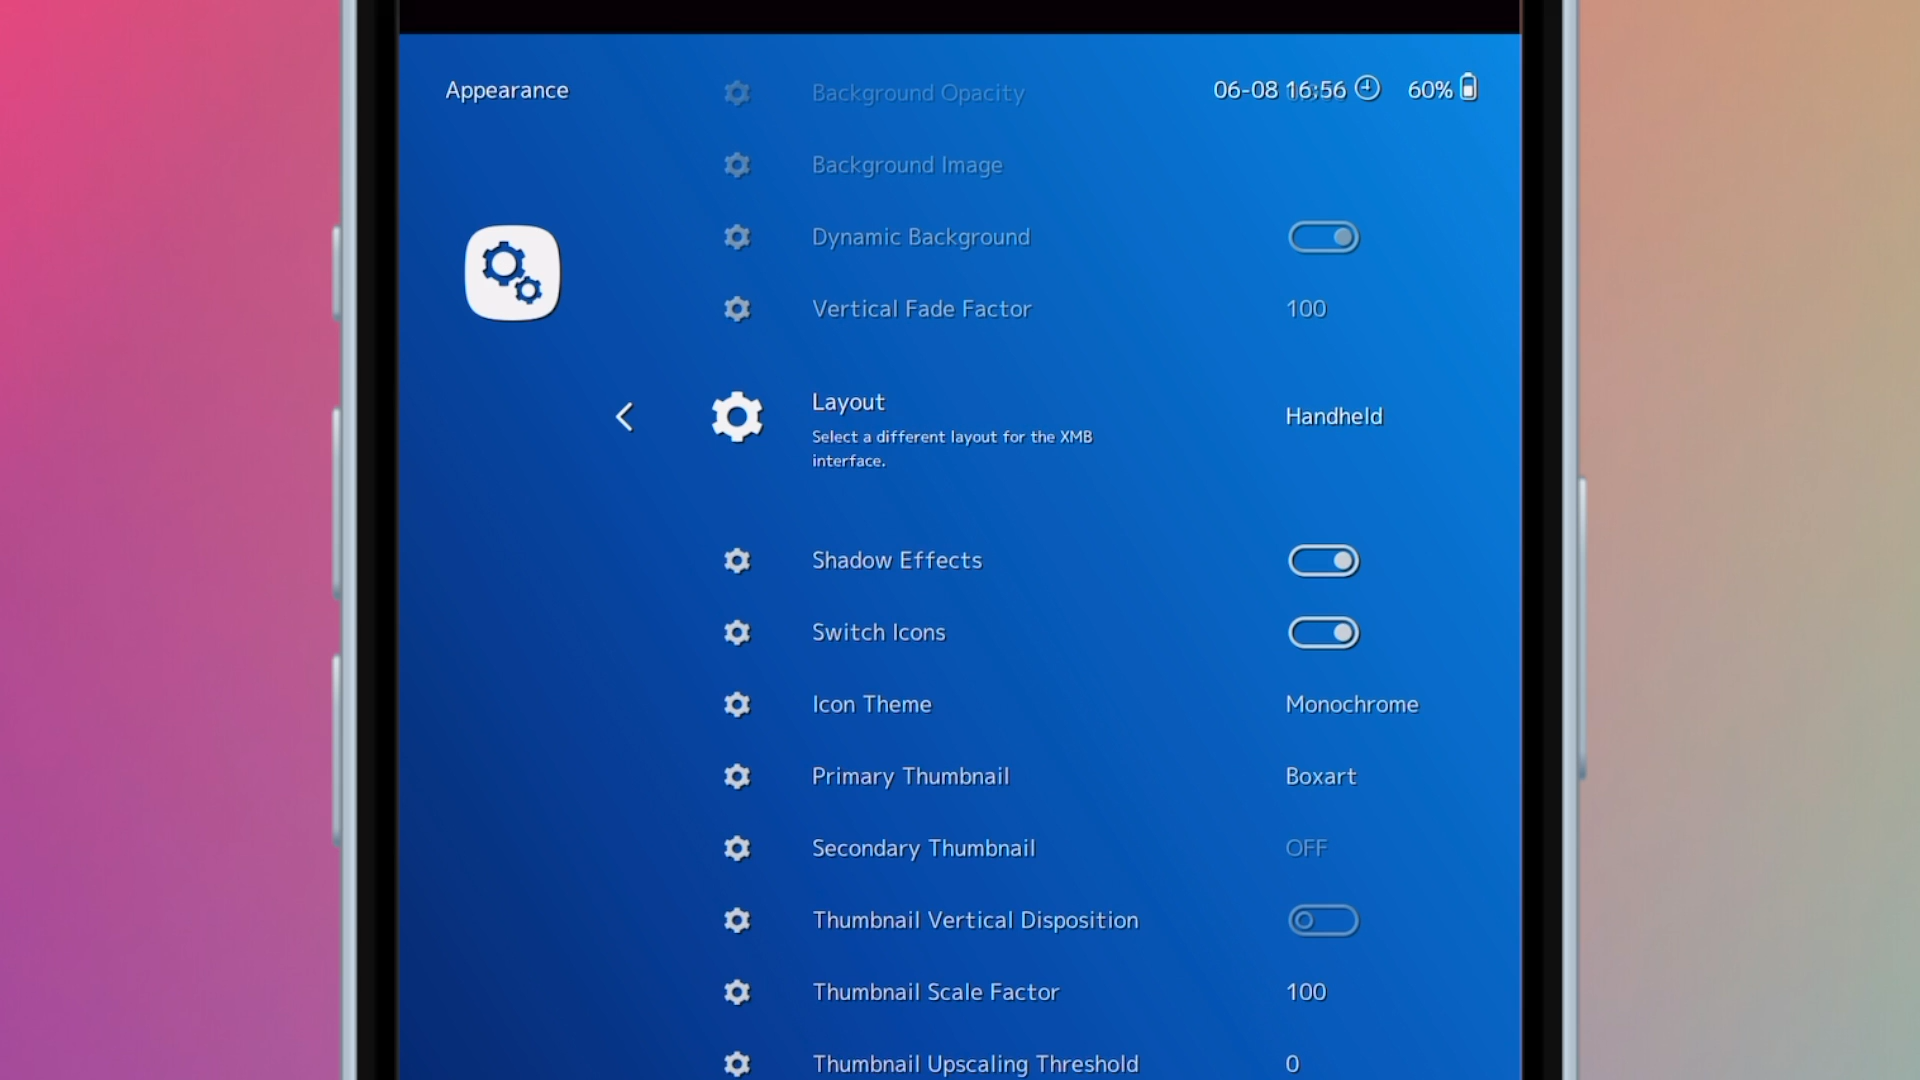 Appearance
Background Opacity
06-08 16:56
60%
Background Image
Dynamic Background
Vertical Fade Factor
100
Layout
Select a different layout for the XMB
interface.
Handheld
Shadow Effects
Switch Icons
Icon Theme
Monochrome
Primary Thumbnail
Boxart
Secondary Thumbnail
OFF
Thumbnail Vertical Disposition
Thumbnail Scale Factor
100
Thumbnail Upscaling Threshold
0